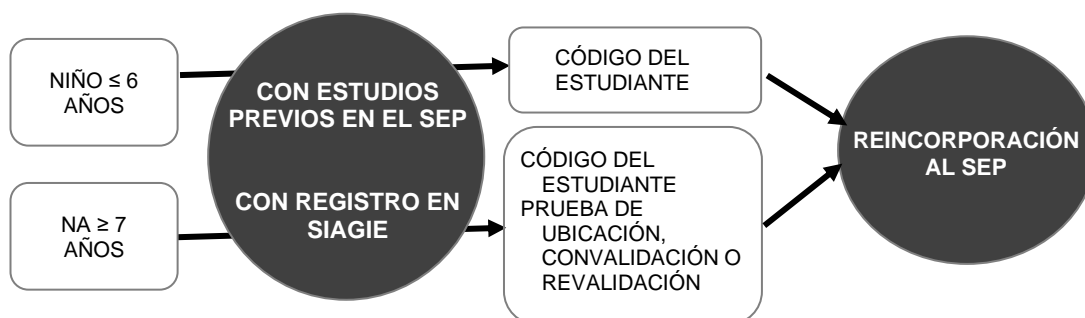 NIÑO ≤ 6
AÑOS
NA ≥ 7
AÑOS
CON ESTUDIOS
PREVIOS EN EL SEP
CON REGISTRO EN
SIAGIE
CÓDIGO DEL
ESTUDIANTE
CÓDIGO DEL
ESTUDIANTE
PRUEBA DE
UBICACIÓN,
CONVALIDACIÓN O
REVALIDACIÓN
REINCORPORACIÓN
AL SEP